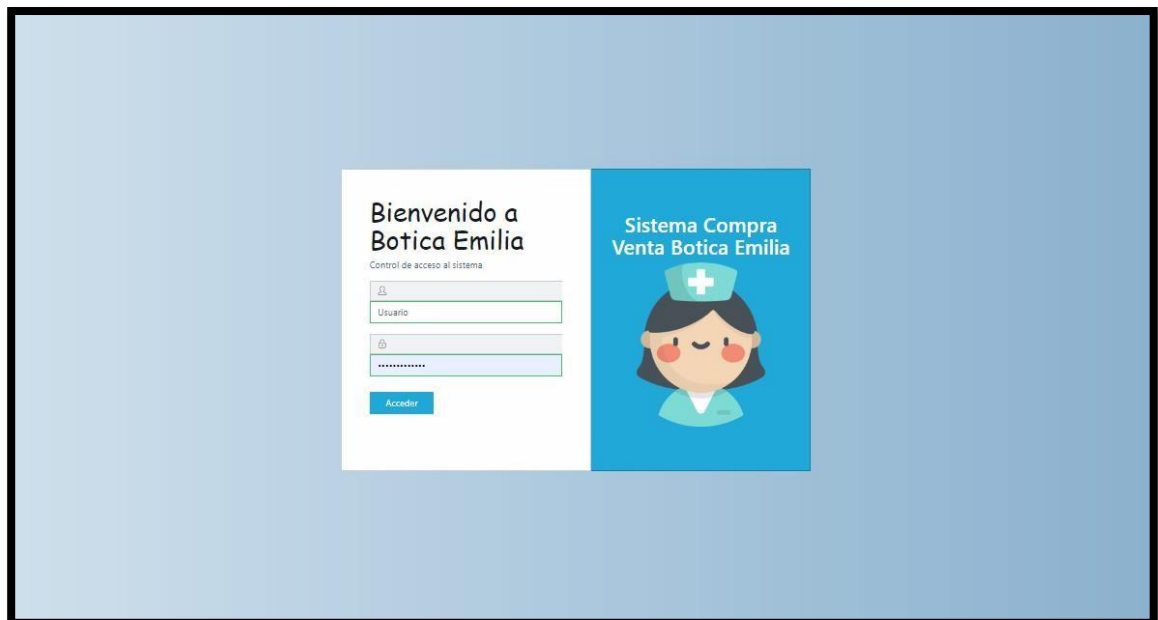 Bienvenido a
Botica Emilia
Control de acceso al sistema
Usuario
•••••••••••••
Acceder
Sistema Compra
Venta Botica Emilia